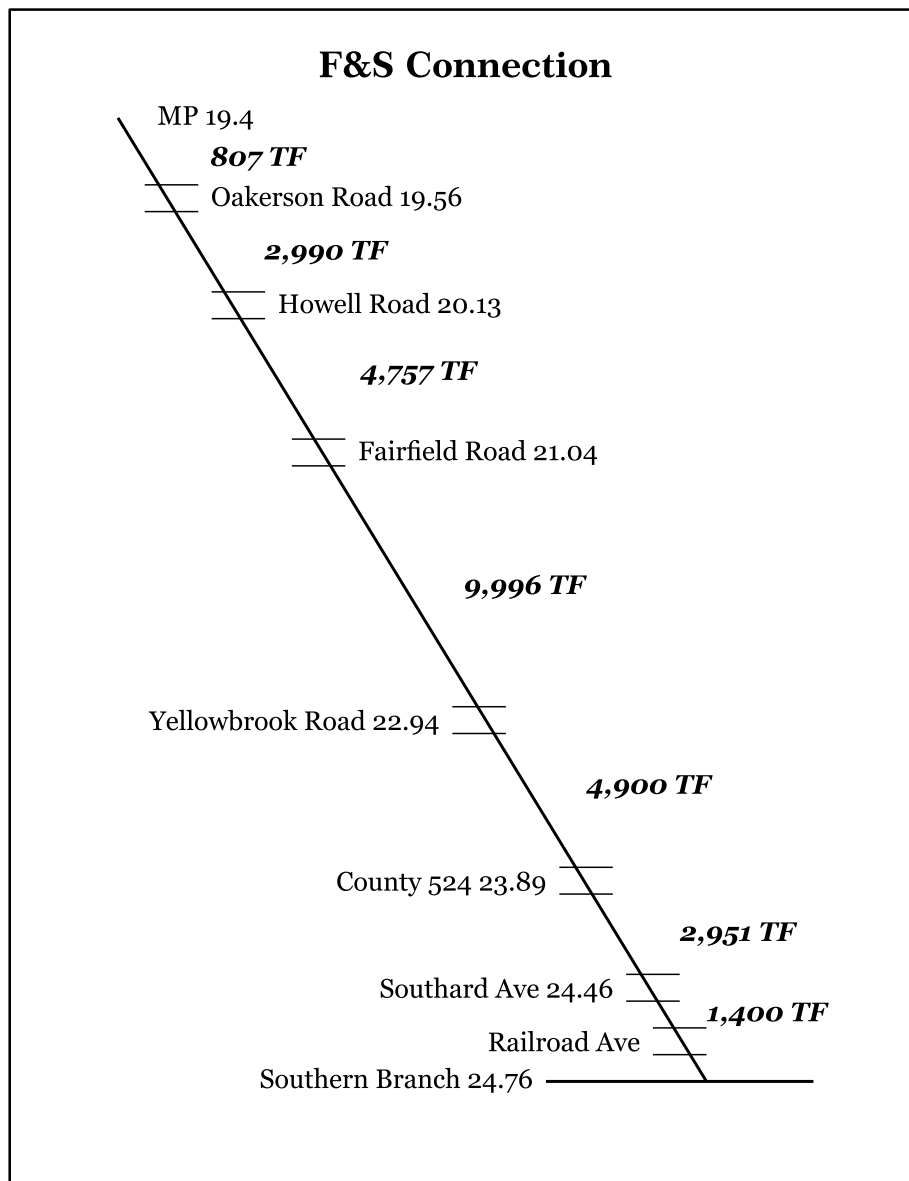 F&S Connection
MP 19.4
807 TF
Oakerson Road 19.56
2,990 TF
Howell Road 20.13
4,757 TF
Fairfield Road 21.04
9,996 TF
Yellowbrook Road 22.94
4,900 TF
County 524 23.89
2,951 TF
Southard Ave 24.46
1,400 TF
Railroad Ave
Southern Branch 24.76